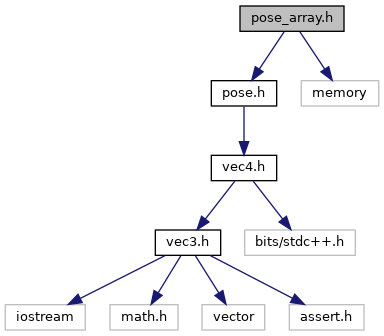 pose_array.h
pose.h
memory
vec4.h
vec3.h
bits/stdc++.h
iostream
math.h
vector
assert.h